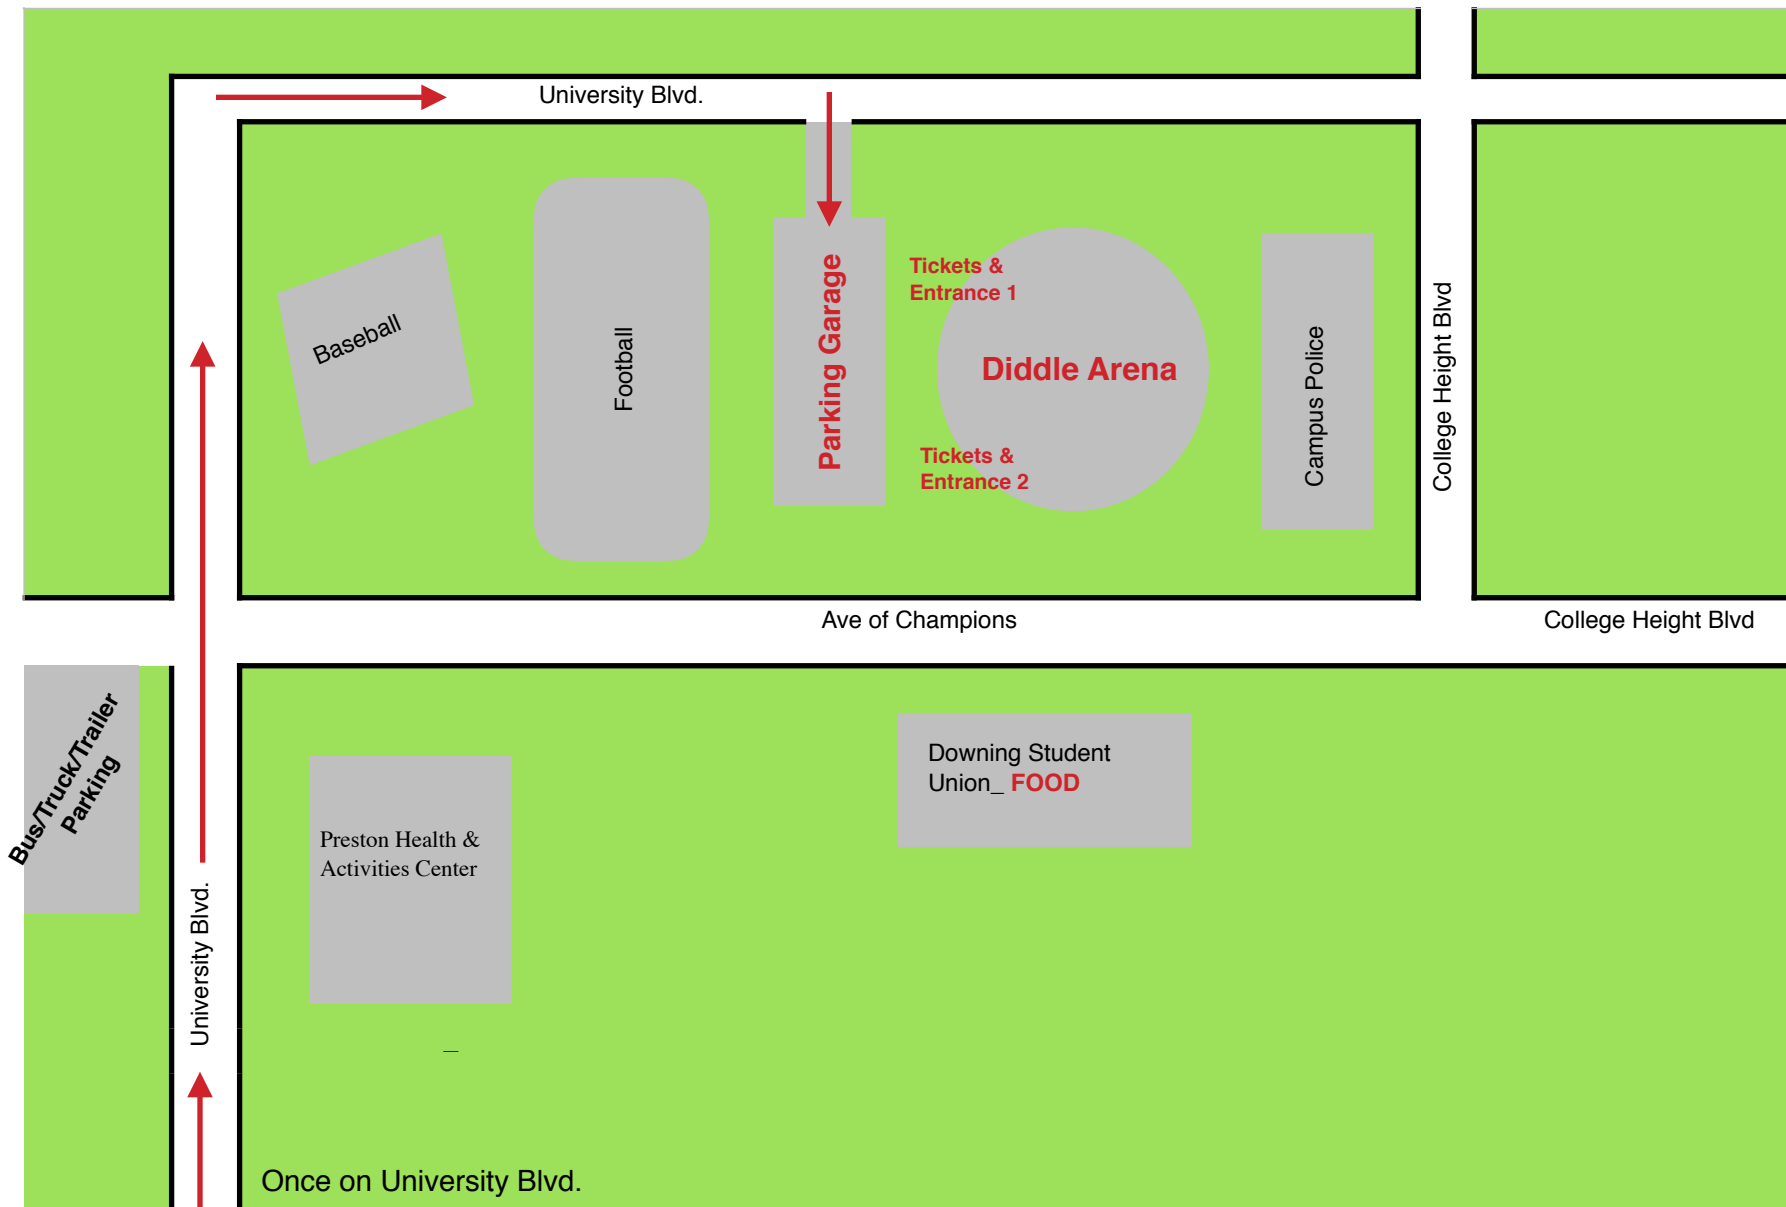 University Blvd.
Baseball
Football
Parking Garage
Tickets &
Entrance 1
Diddle Arena
Tickets &
Entrance 2
Campus Police
College Height Blvd
Ave of Champions
College Height Blvd
Bus/Truck/Trailer
Parking
Downing Student
Union_ FOOD
Preston Health &
Activities Center
University Blvd.
_
Once on University Blvd.